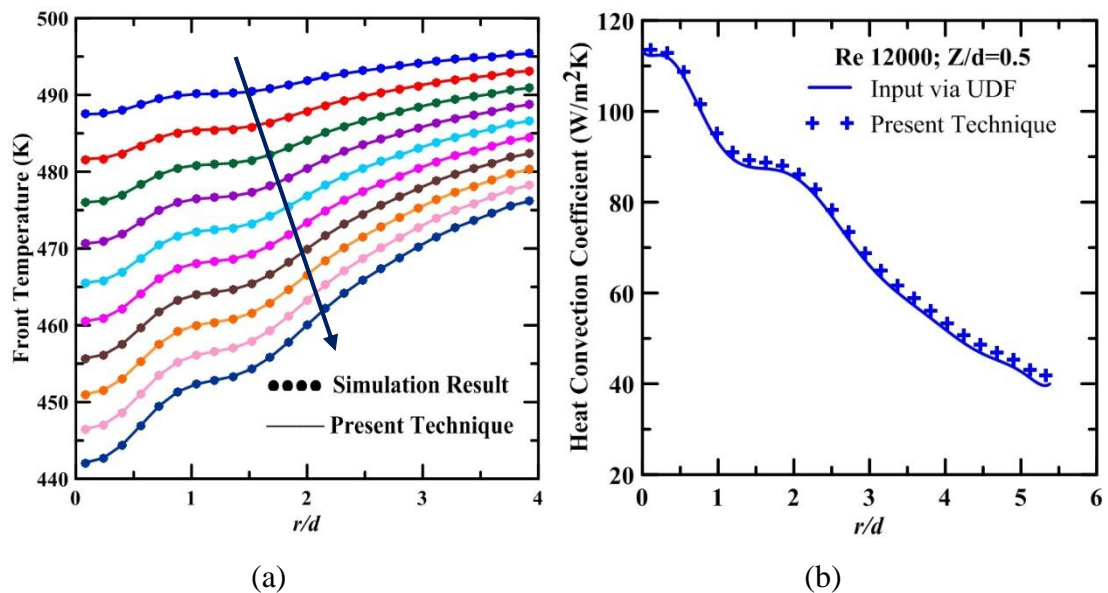 500
490
480
470
460
450
440
Front Temperature (K)
Simulation Result
Present Technique
0 1 2 3 4
r/d
(a)
140
120
100
80
60
40
20
Heat Convection Coefficient (W/m²K)
Re 12000; Z/d=0.5
Input via UDF
Present Technique
0 1 2 3 4 5 6
r/d
(b)